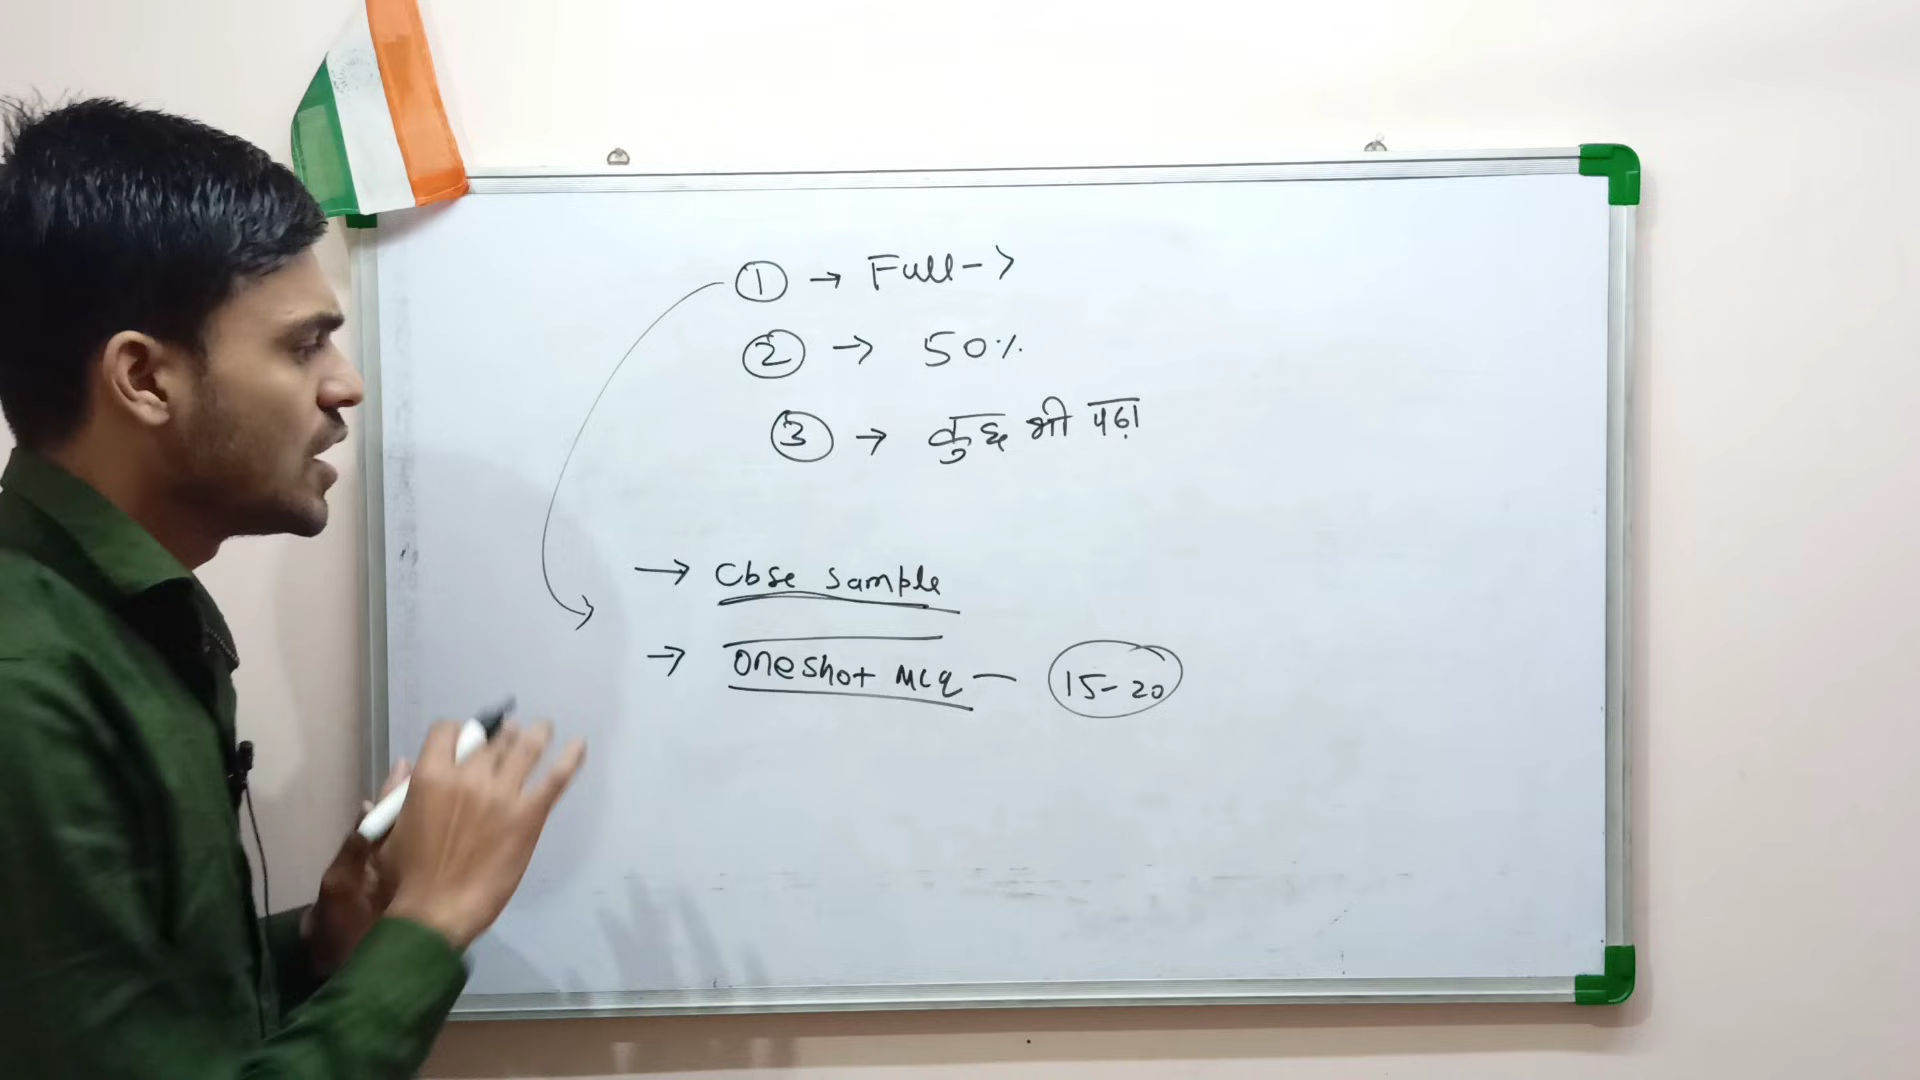 ① → Full->
② → 50%
③ → कुछ भी पढ़ा
→ Cbse Sample
→ Oneshot MCQ — 15-20